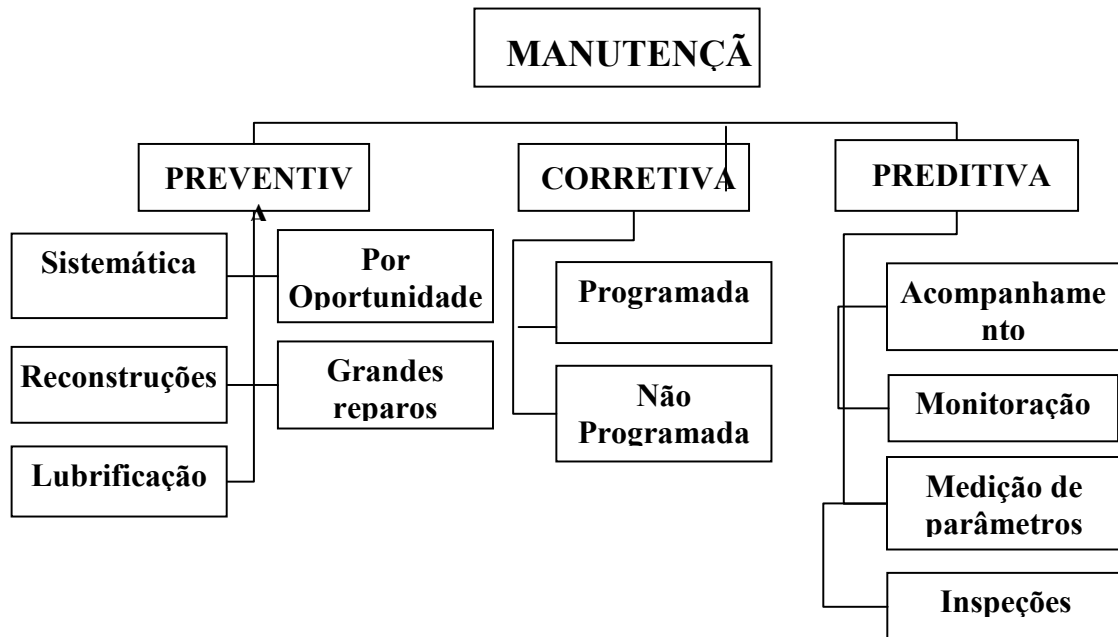 MANUTENÇÃ
PREVENTIV
A
CORRETIVA
PREDITIVA
Sistemática
Por
Oportunidade
Reconstruções
Grandes
reparos
Lubrificação
Programada
Não
Programada
Acompanhame
nto
Monitoração
Medição de
parâmetros
Inspeções